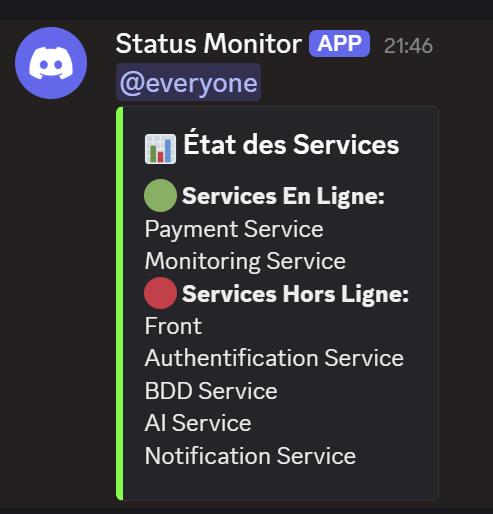 Status Monitor APP 21:46
@everyone
📊 État des Services
🟢 Services En Ligne:
Payment Service
Monitoring Service
🔴 Services Hors Ligne:
Front
Authentification Service
BDD Service
AI Service
Notification Service